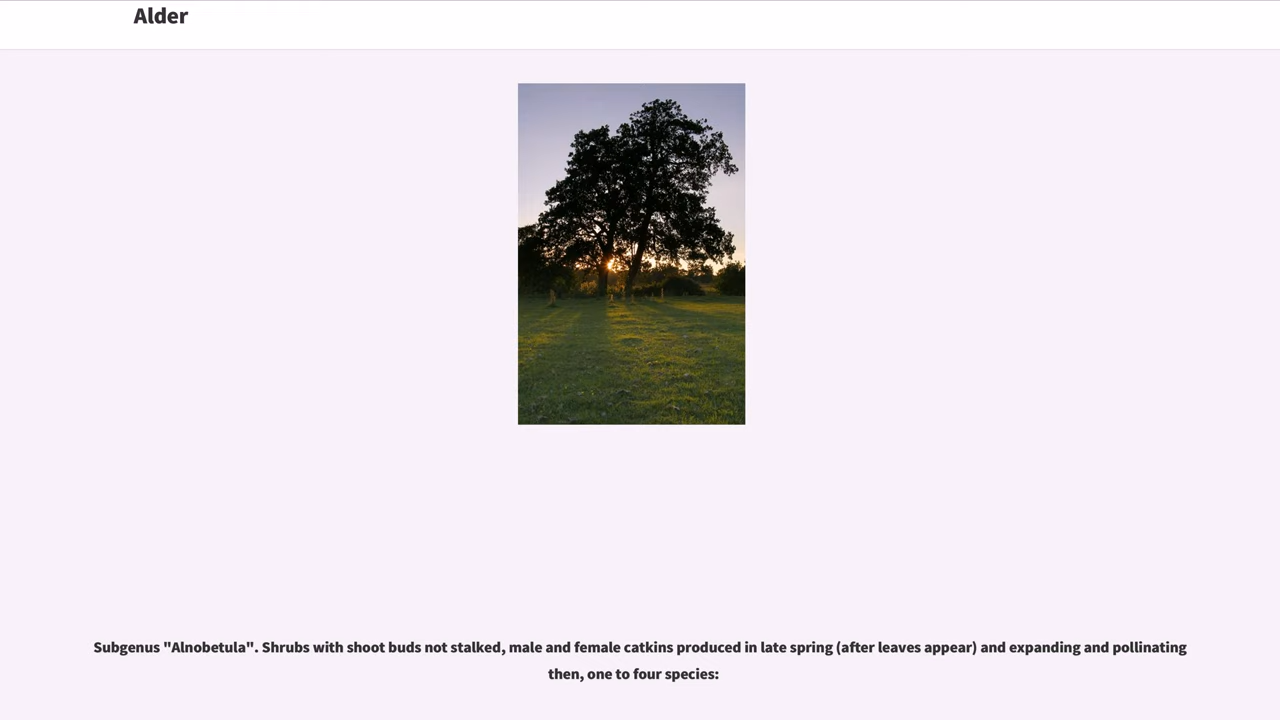 Alder
Subgenus "Alnobetula". Shrubs with shoot buds not stalked, male and female catkins produced in late spring (after leaves appear) and expanding and pollinating
then, one to four species: